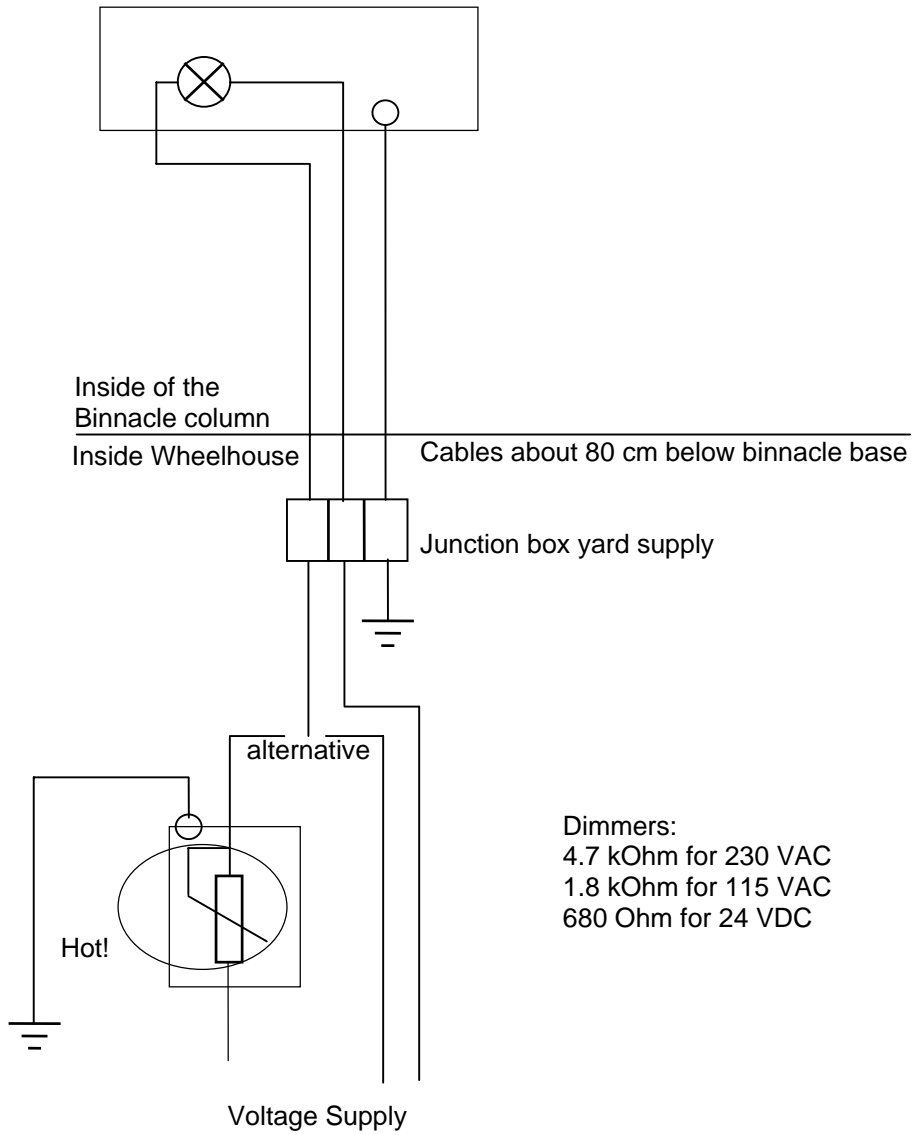 Inside of the
Binnacle column
Inside Wheelhouse
Cables about 80 cm below binnacle base
Junction box yard supply
alternative
Dimmers:
4.7 kOhm for 230 VAC
1.8 kOhm for 115 VAC
680 Ohm for 24 VDC
Hot!
Voltage Supply